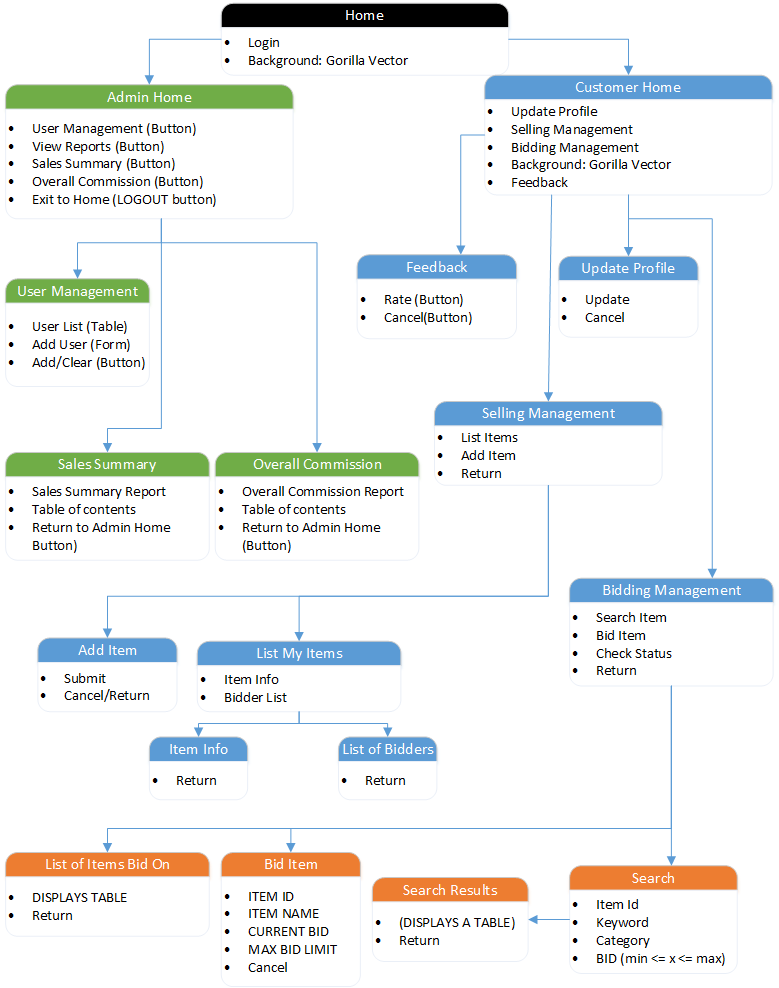 Home
• Login
• Background: Gorilla Vector
Admin Home
• User Management (Button)
• View Reports (Button)
• Sales Summary (Button)
• Overall Commission (Button)
• Exit to Home (LOGOUT button)
Customer Home
• Update Profile
• Selling Management
• Bidding Management
• Background: Gorilla Vector
• Feedback
Feedback
• Rate (Button)
• Cancel(Button)
Update Profile
• Update
• Cancel
User Management
• User List (Table)
• Add User (Form)
• Add/Clear (Button)
Selling Management
• List Items
• Add Item
• Return
Sales Summary
• Sales Summary Report
• Table of contents
• Return to Admin Home
Button)
Overall Commission
• Overall Commission Report
• Table of contents
• Return to Admin Home
(Button)
Bidding Management
• Search Item
• Bid Item
• Check Status
• Return
Add Item
• Submit
• Cancel/Return
List My Items
• Item Info
• Bidder List
Item Info
• Return
List of Bidders
• Return
List of Items Bid On
• DISPLAYS TABLE
• Return
Bid Item
• ITEM ID
• ITEM NAME
• CURRENT BID
• MAX BID LIMIT
• Cancel
Search Results
• (DISPLAYS A TABLE)
• Return
Search
• Item Id
• Keyword
• Category
• BID (min <= x <= max)